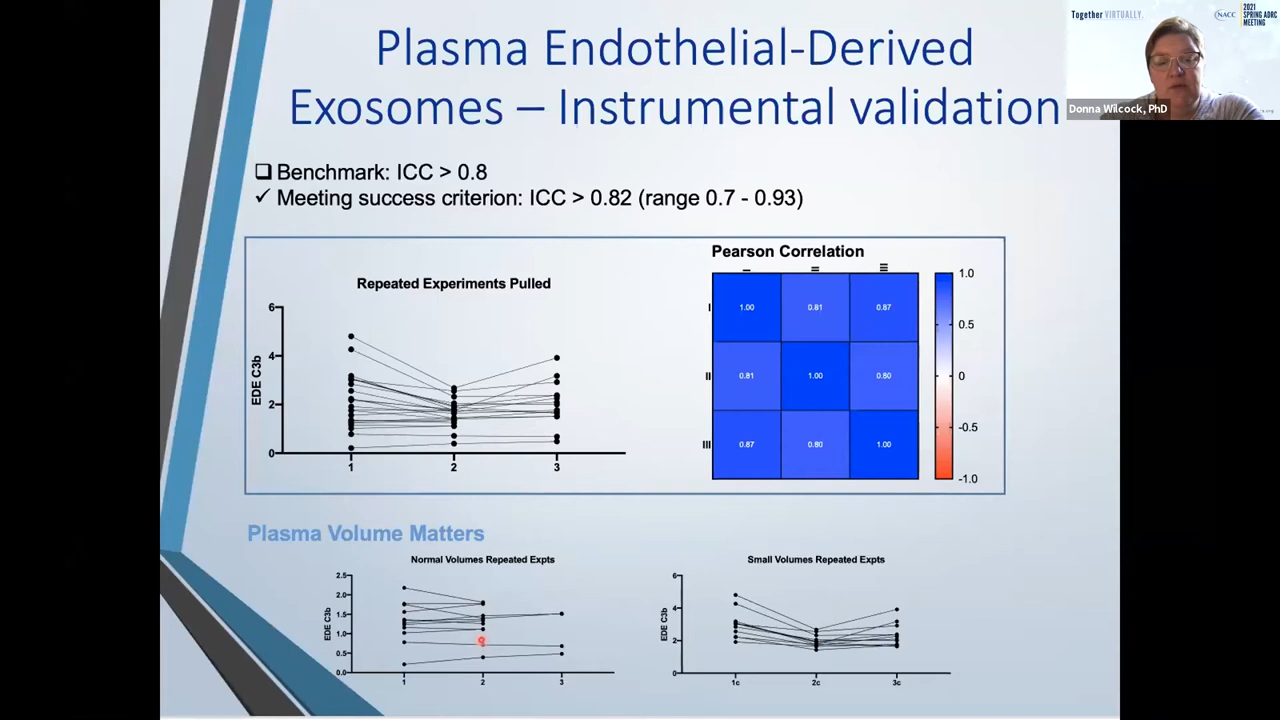 Together VIRTUALLY.
NACC
2021
SPRING ADRC
MEETING
Donna Wilcock, PhD
Plasma Endothelial-Derived
Exosomes – Instrumental validation
❑ Benchmark: ICC > 0.8
✓ Meeting success criterion: ICC > 0.82 (range 0.7 - 0.93)
Repeated Experiments Pulled
EDE C3b
6
4
2
0
1 2 3
Pearson Correlation
I II III
I 1.00 0.81 0.87
II 0.81 1.00 0.80
III 0.87 0.80 1.00
1.0
0.5
0
-0.5
-1.0
Plasma Volume Matters
Normal Volumes Repeated Expts
EDE C3b
2.5
2.0
1.5
1.0
0.5
0.0
1 2 3
Small Volumes Repeated Expts
EDE C3b
6
4
2
0
1c 2c 3c